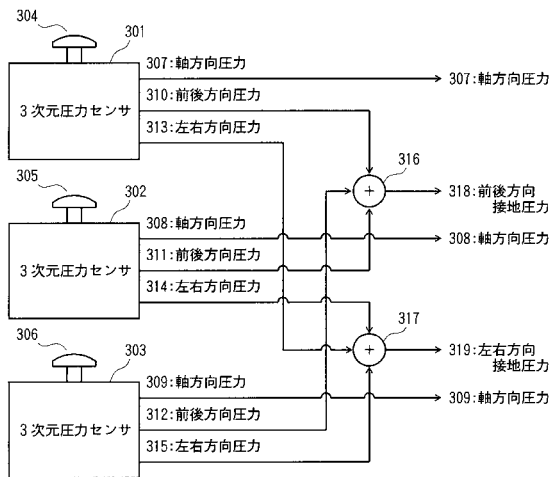 304
301
3次元圧力センサ
307:軸方向圧力
310:前後方向圧力
313:左右方向圧力
307:軸方向圧力
316
+
318:前後方向
接地圧力
305
302
3次元圧力センサ
308:軸方向圧力
311:前後方向圧力
314:左右方向圧力
308:軸方向圧力
317
+
319:左右方向
接地圧力
306
303
3次元圧力センサ
309:軸方向圧力
312:前後方向圧力
315:左右方向圧力
309:軸方向圧力